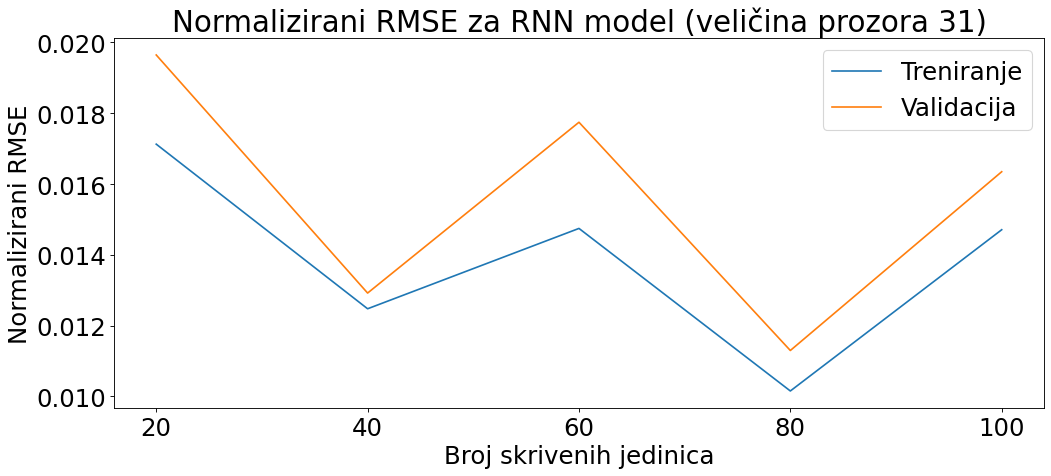 Normalizirani RMSE za RNN model (veličina prozora 31)
Treniranje
Validacija
Normalizirani RMSE
0.020
0.018
0.016
0.014
0.012
0.010
20 40 60 80 100
Broj skrivenih jedinica